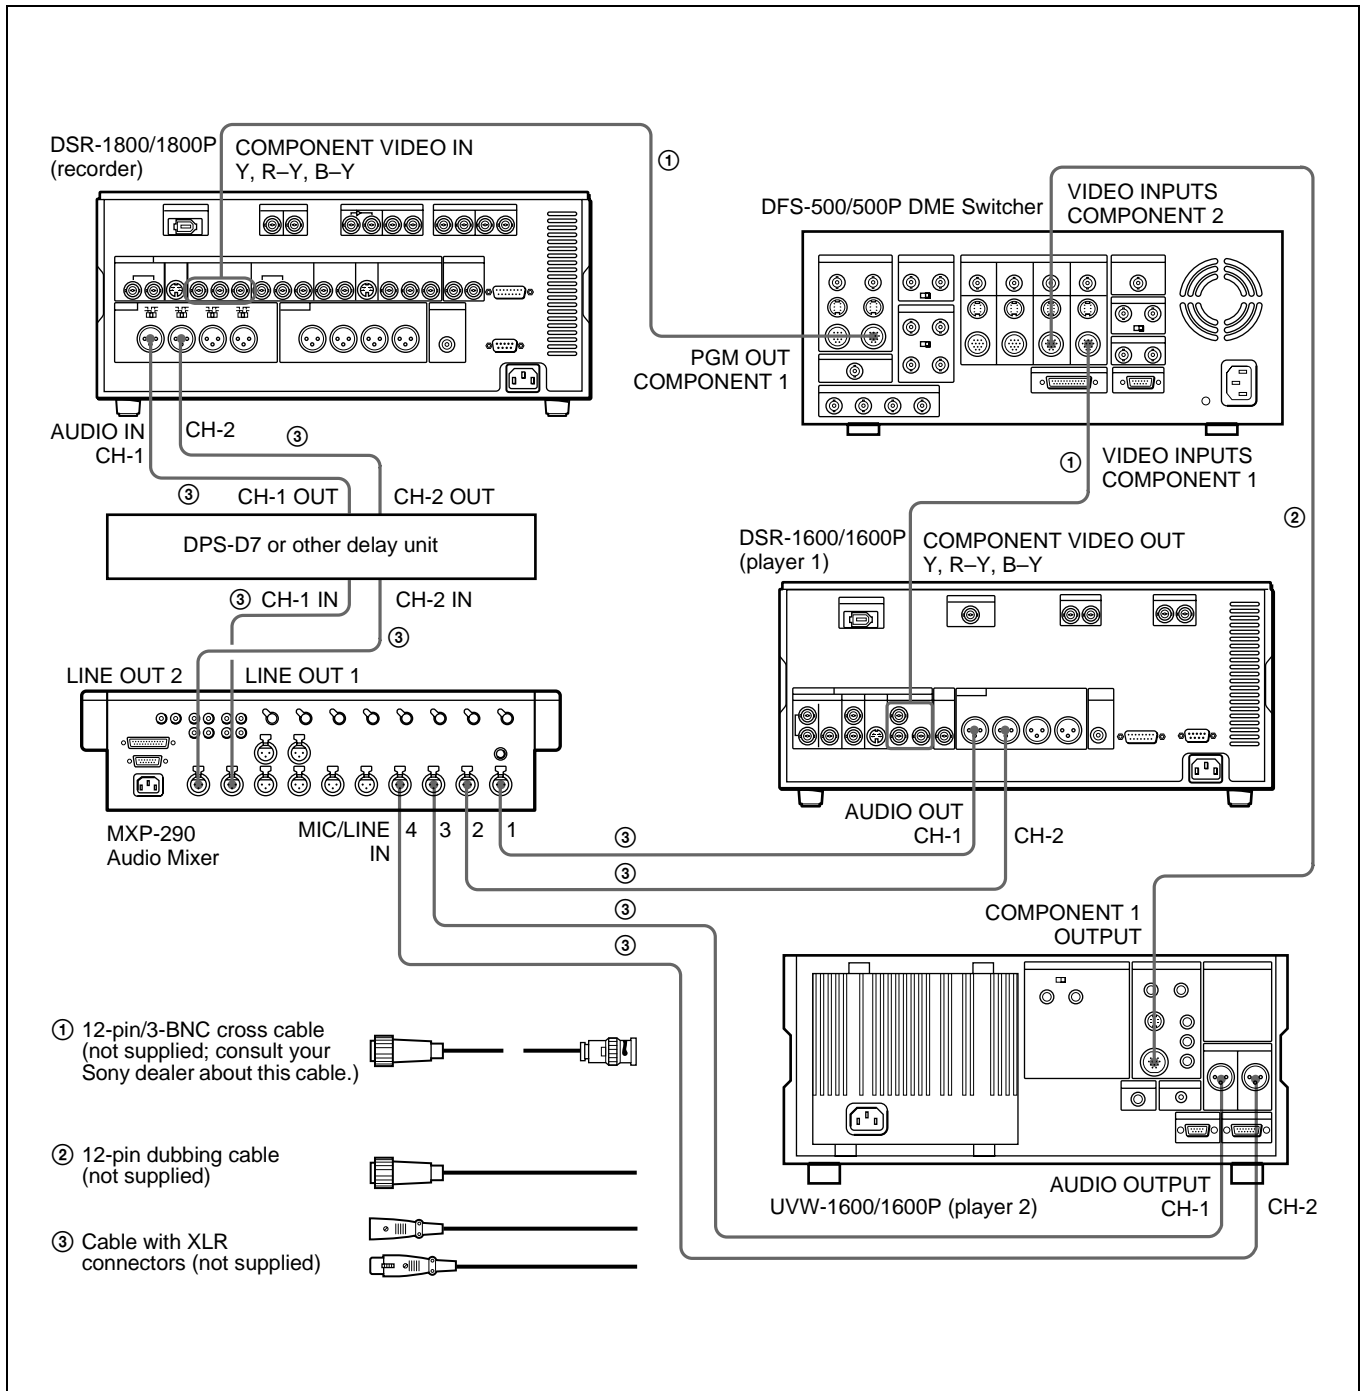 DSR-1800/1800P
(recorder)
COMPONENT VIDEO IN
Y, R–Y, B–Y
①
DFS-500/500P DME Switcher
VIDEO INPUTS
COMPONENT 2
PGM OUT
COMPONENT 1
AUDIO IN
CH-1
CH-2
③
①
VIDEO INPUTS
COMPONENT 1
③
CH-1 OUT
CH-2 OUT
②
DPS-D7 or other delay unit
DSR-1600/1600P
(player 1)
COMPONENT VIDEO OUT
Y, R–Y, B–Y
③ CH-1 IN
CH-2 IN
③
LINE OUT 2
LINE OUT 1
MXP-290
Audio Mixer
MIC/LINE
IN
4
3
2
1
AUDIO OUT
CH-1
CH-2
③
③
③
③
COMPONENT 1
OUTPUT
① 12-pin/3-BNC cross cable
(not supplied; consult your
Sony dealer about this cable.)
② 12-pin dubbing cable
(not supplied)
③ Cable with XLR
connectors (not supplied)
UVW-1600/1600P (player 2)
AUDIO OUTPUT
CH-1
CH-2